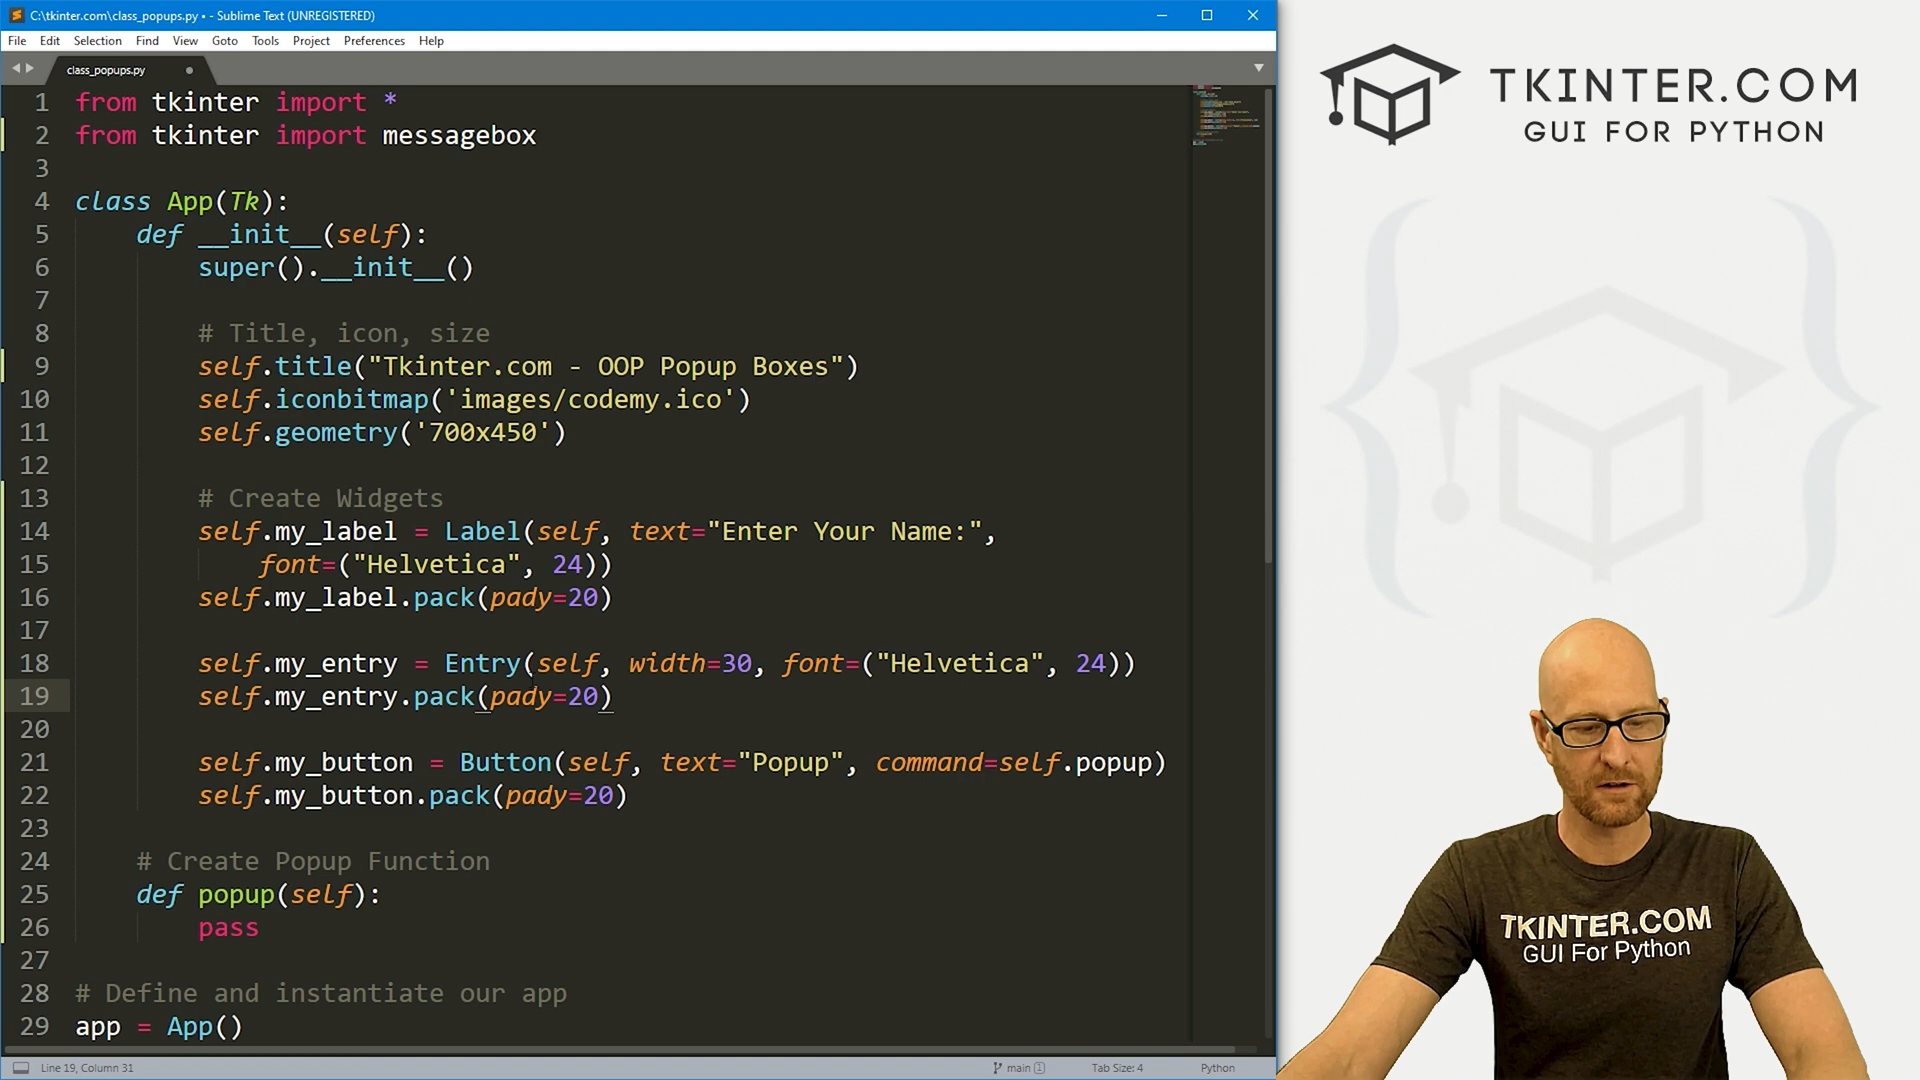 C:\tkinter.com\class_popups.py • - Sublime Text (UNREGISTERED)
File Edit Selection Find View Goto Tools Project Preferences Help
class_popups.py
1 from tkinter import *
2 from tkinter import messagebox
3
4 class App(Tk):
5 def __init__(self):
6 super().__init__()
7
8 # Title, icon, size
9 self.title("Tkinter.com - OOP Popup Boxes")
10 self.iconbitmap('images/codemy.ico')
11 self.geometry('700x450')
12
13 # Create Widgets
14 self.my_label = Label(self, text="Enter Your Name:",
15 font=("Helvetica", 24))
16 self.my_label.pack(pady=20)
17
18 self.my_entry = Entry(self, width=30, font=("Helvetica", 24))
19 self.my_entry.pack(pady=20)
20
21 self.my_button = Button(self, text="Popup", command=self.popup)
22 self.my_button.pack(pady=20)
23
24 # Create Popup Function
25 def popup(self):
26 pass
27
28 # Define and instantiate our app
29 app = App()
Line 19, Column 31 main 1 Tab Size: 4 Python
TKINTER.COM
GUI FOR PYTHON
TKINTER.COM
GUI For Python